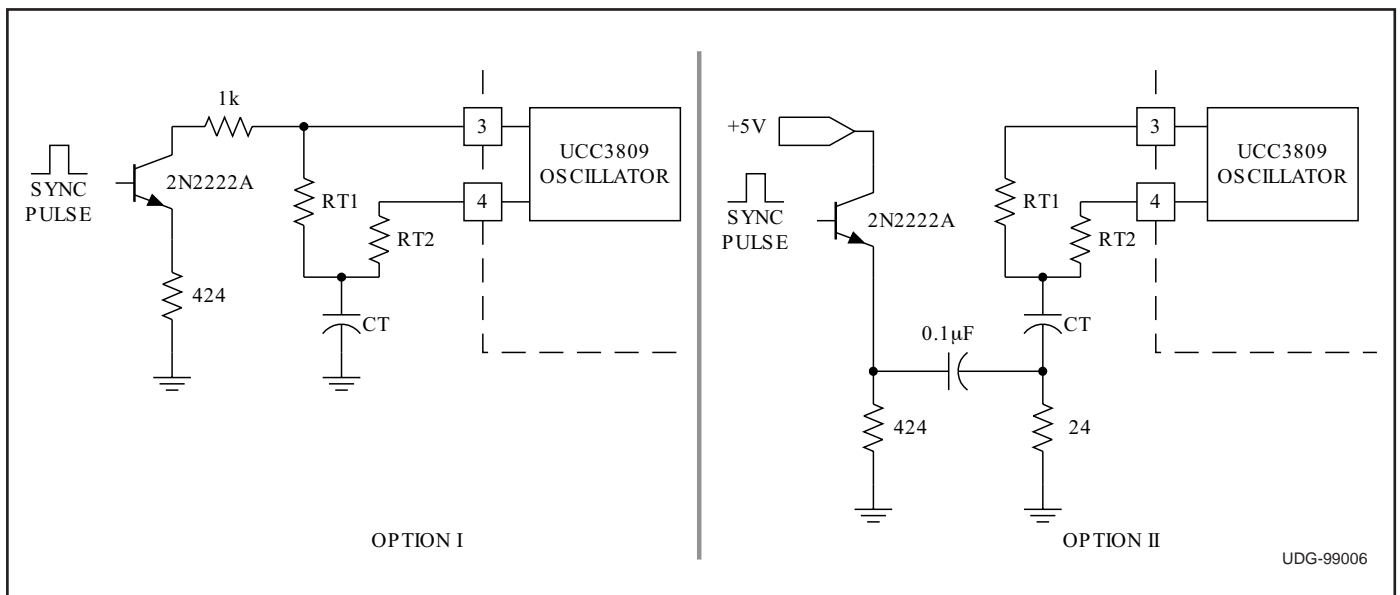 1k
3
UCC3809
OSCILLATOR
SYNC
PULSE
2N2222A
RT1
4
RT2
424
CT
OPTION I
+5V
3
UCC3809
OSCILLATOR
SYNC
PULSE
2N2222A
RT1
4
RT2
0.1µF
CT
424
24
OPTION II
UDG-99006